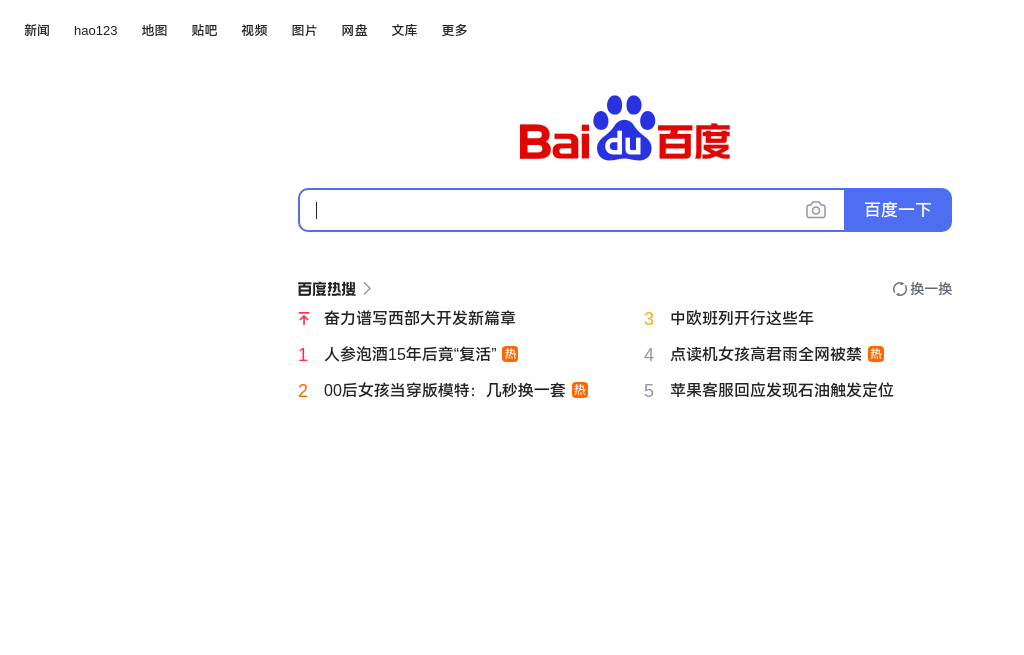 新闻 hao123 地图 贴吧 视频 图片 网盘 文库 更多
Bai du 百度
百度一下
百度热搜 换一换
奋力谱写西部大开发新篇章
1 人参泡酒15年后竟“复活” 热
2 00后女孩当穿版模特：几秒换一套 热
3 中欧班列开行这些年
4 点读机女孩高君雨全网被禁 热
5 苹果客服回应发现石油触发定位